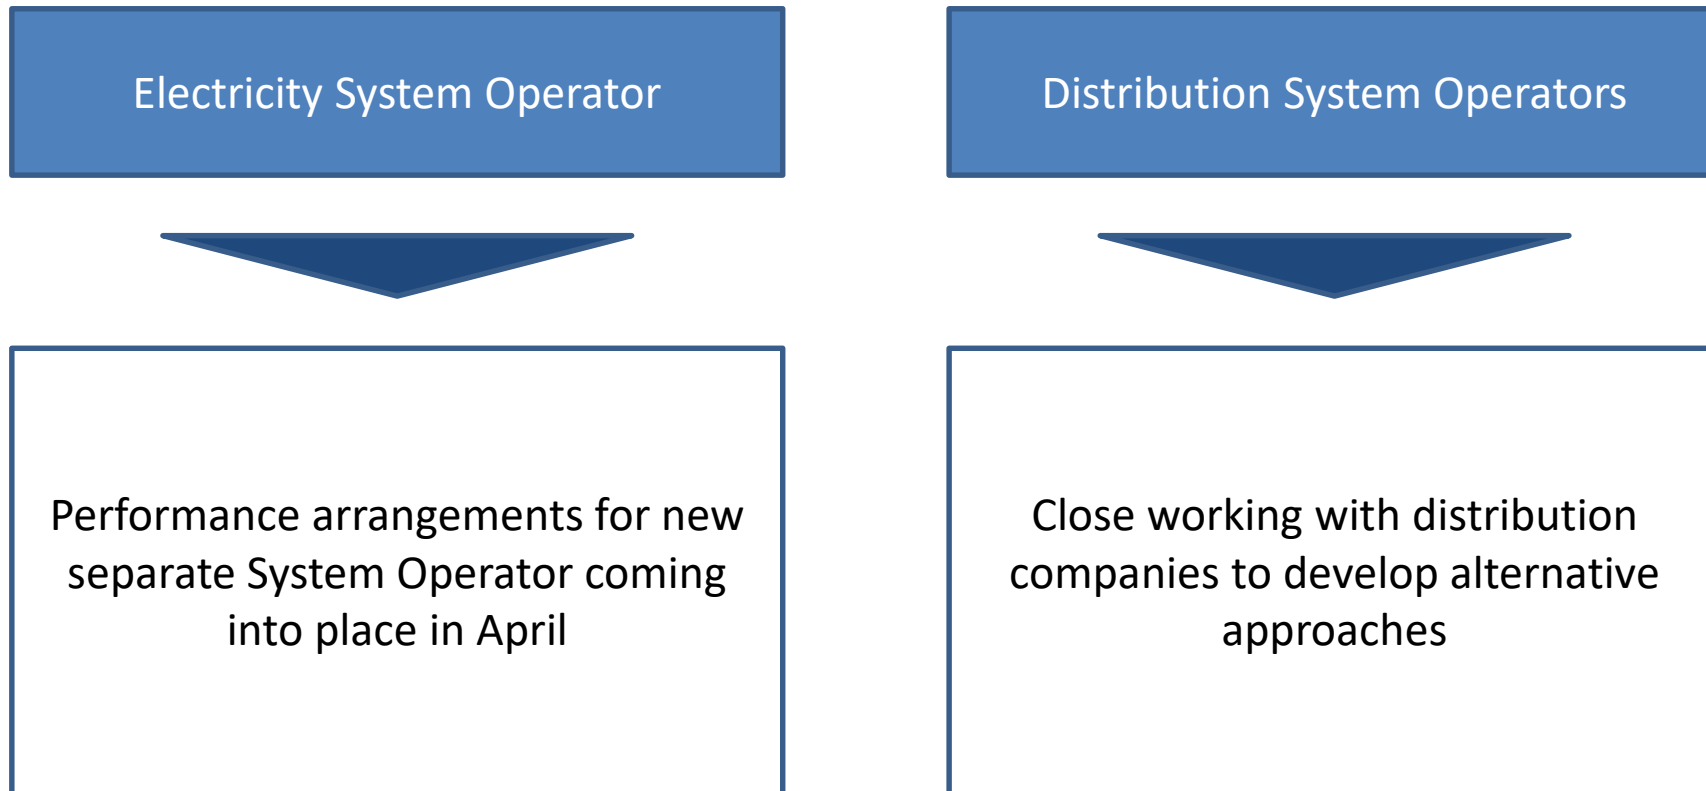 Electricity System Operator
Distribution System Operators
Performance arrangements for new
separate System Operator coming
into place in April
Close working with distribution
companies to develop alternative
approaches